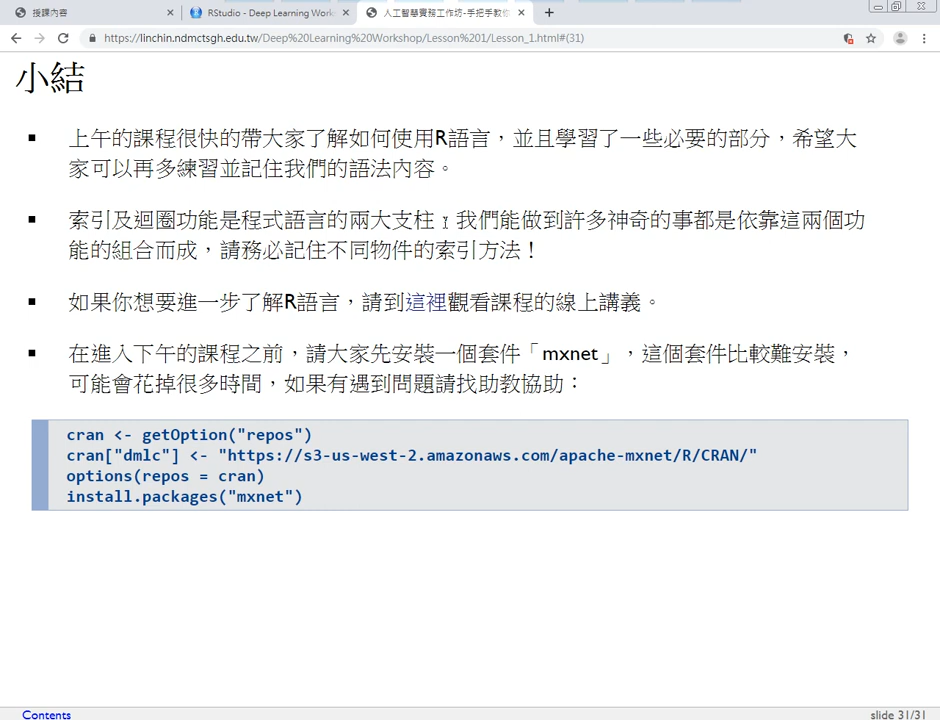 授課內容
RStudio - Deep Learning Work
人工智慧實務工作坊-手把手教你
https://linchin.ndmctsgh.edu.tw/Deep%20Learning%20Workshop/Lesson%201/Lesson_1.html#(31)
小結
上午的課程很快的帶大家了解如何使用R語言,並且學習了一些必要的部分,希望大
家可以再多練習並記住我們的語法內容。
索引及迴圈功能是程式語言的兩大支柱,我們能做到許多神奇的事都是依靠這兩個功
能的組合而成,請務必記住不同物件的索引方法!
如果你想要進一步了解R語言,請到這裡觀看課程的線上講義。
在進入下午的課程之前,請大家先安裝一個套件「mxnet」,這個套件比較難安裝,
可能會花掉很多時間,如果有遇到問題請找助教協助:
cran <- getOption("repos")
cran["dmlc"] <- "https://s3-us-west-2.amazonaws.com/apache-mxnet/R/CRAN/"
options(repos = cran)
install.packages("mxnet")
Contents
slide 31/31